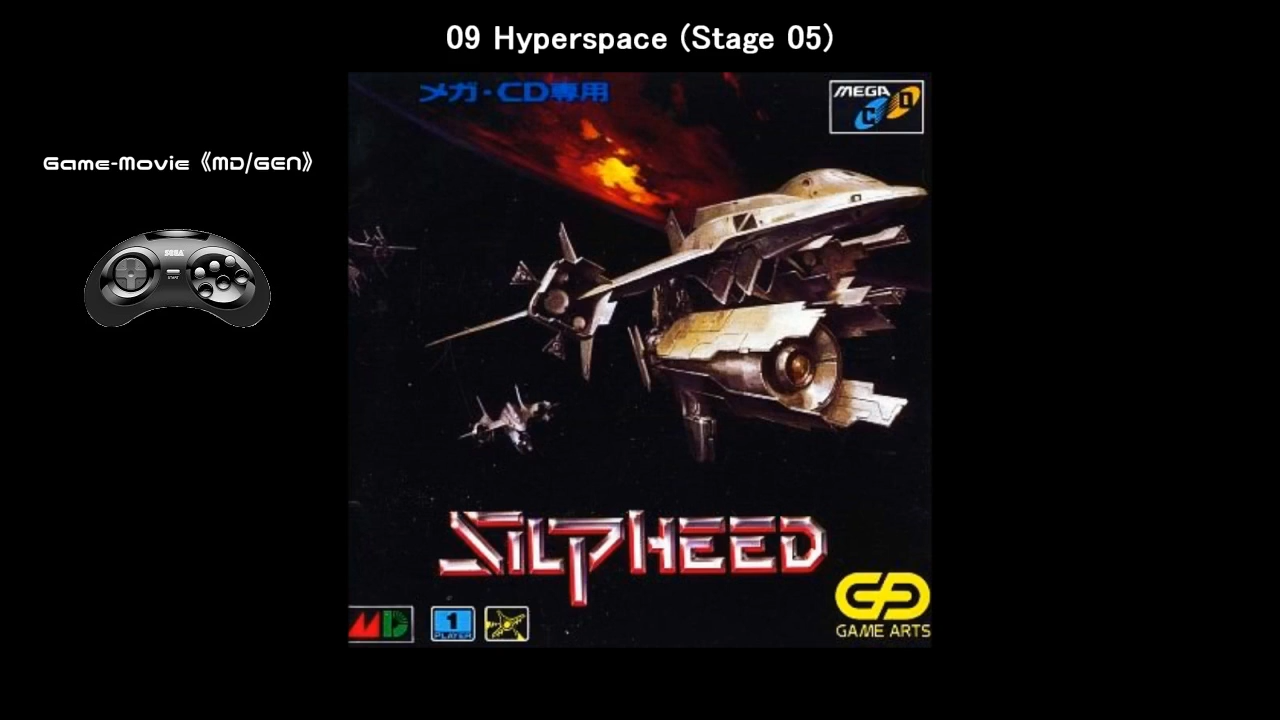 09 Hyperspace (Stage 05)
メガ・CD専用
MEGA
CD
Game-Movie《MD/GEN》
SEGA
START
SILPHEED
MD
1
PLAYER
GAME ARTS